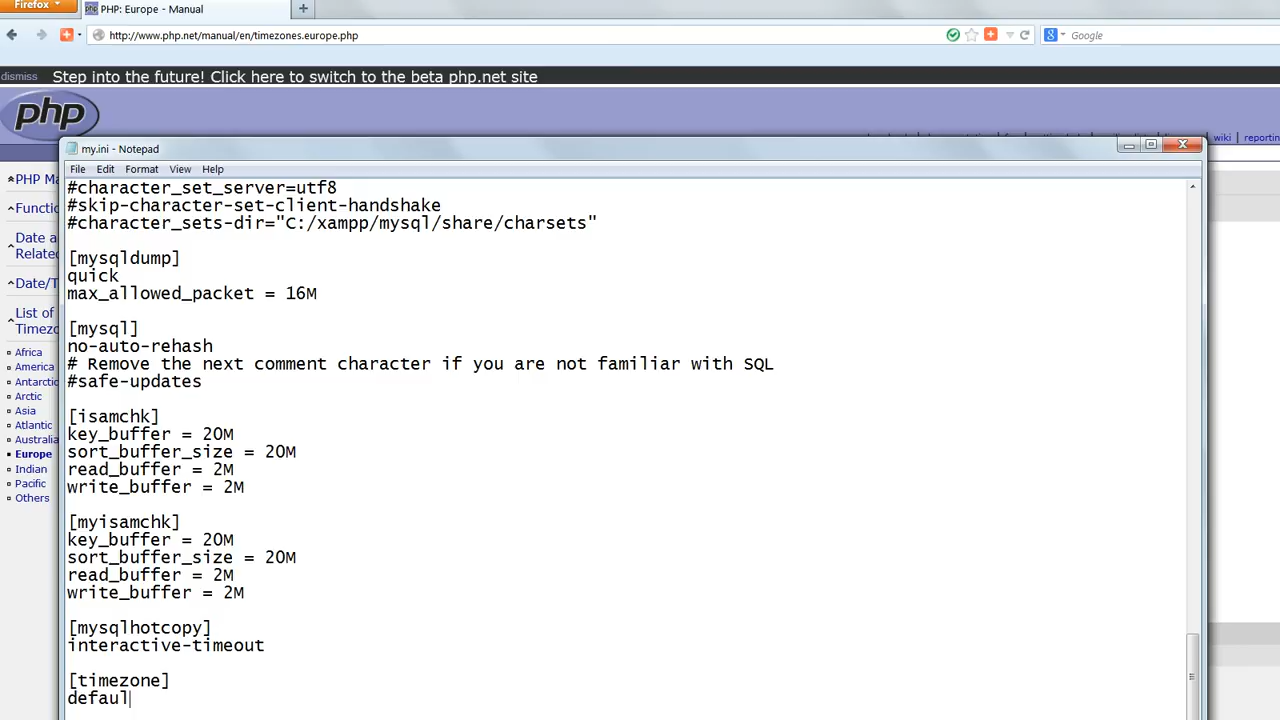 Firefox
PHP: Europe - Manual
http://www.php.net/manual/en/timezones.europe.php
Google
dismiss Step into the future! Click here to switch to the beta php.net site
php
wiki | reporting
my.ini - Notepad
File Edit Format View Help
PHP Ma
Function
Date a
Relate
Date/T
List of
Timezo
Africa
America
Antarctic
Arctic
Asia
Atlantic
Australia
Europe
Indian
Pacific
Others
#character_set_server=utf8
#skip-character-set-client-handshake
#character_sets-dir="C:/xampp/mysql/share/charsets"
[mysqldump]
quick
max_allowed_packet = 16M
[mysql]
no-auto-rehash
# Remove the next comment character if you are not familiar with SQL
#safe-updates
[isamchk]
key_buffer = 20M
sort_buffer_size = 20M
read_buffer = 2M
write_buffer = 2M
[myisamchk]
key_buffer = 20M
sort_buffer_size = 20M
read_buffer = 2M
write_buffer = 2M
[mysqlhotcopy]
interactive-timeout
[timezone]
defaul